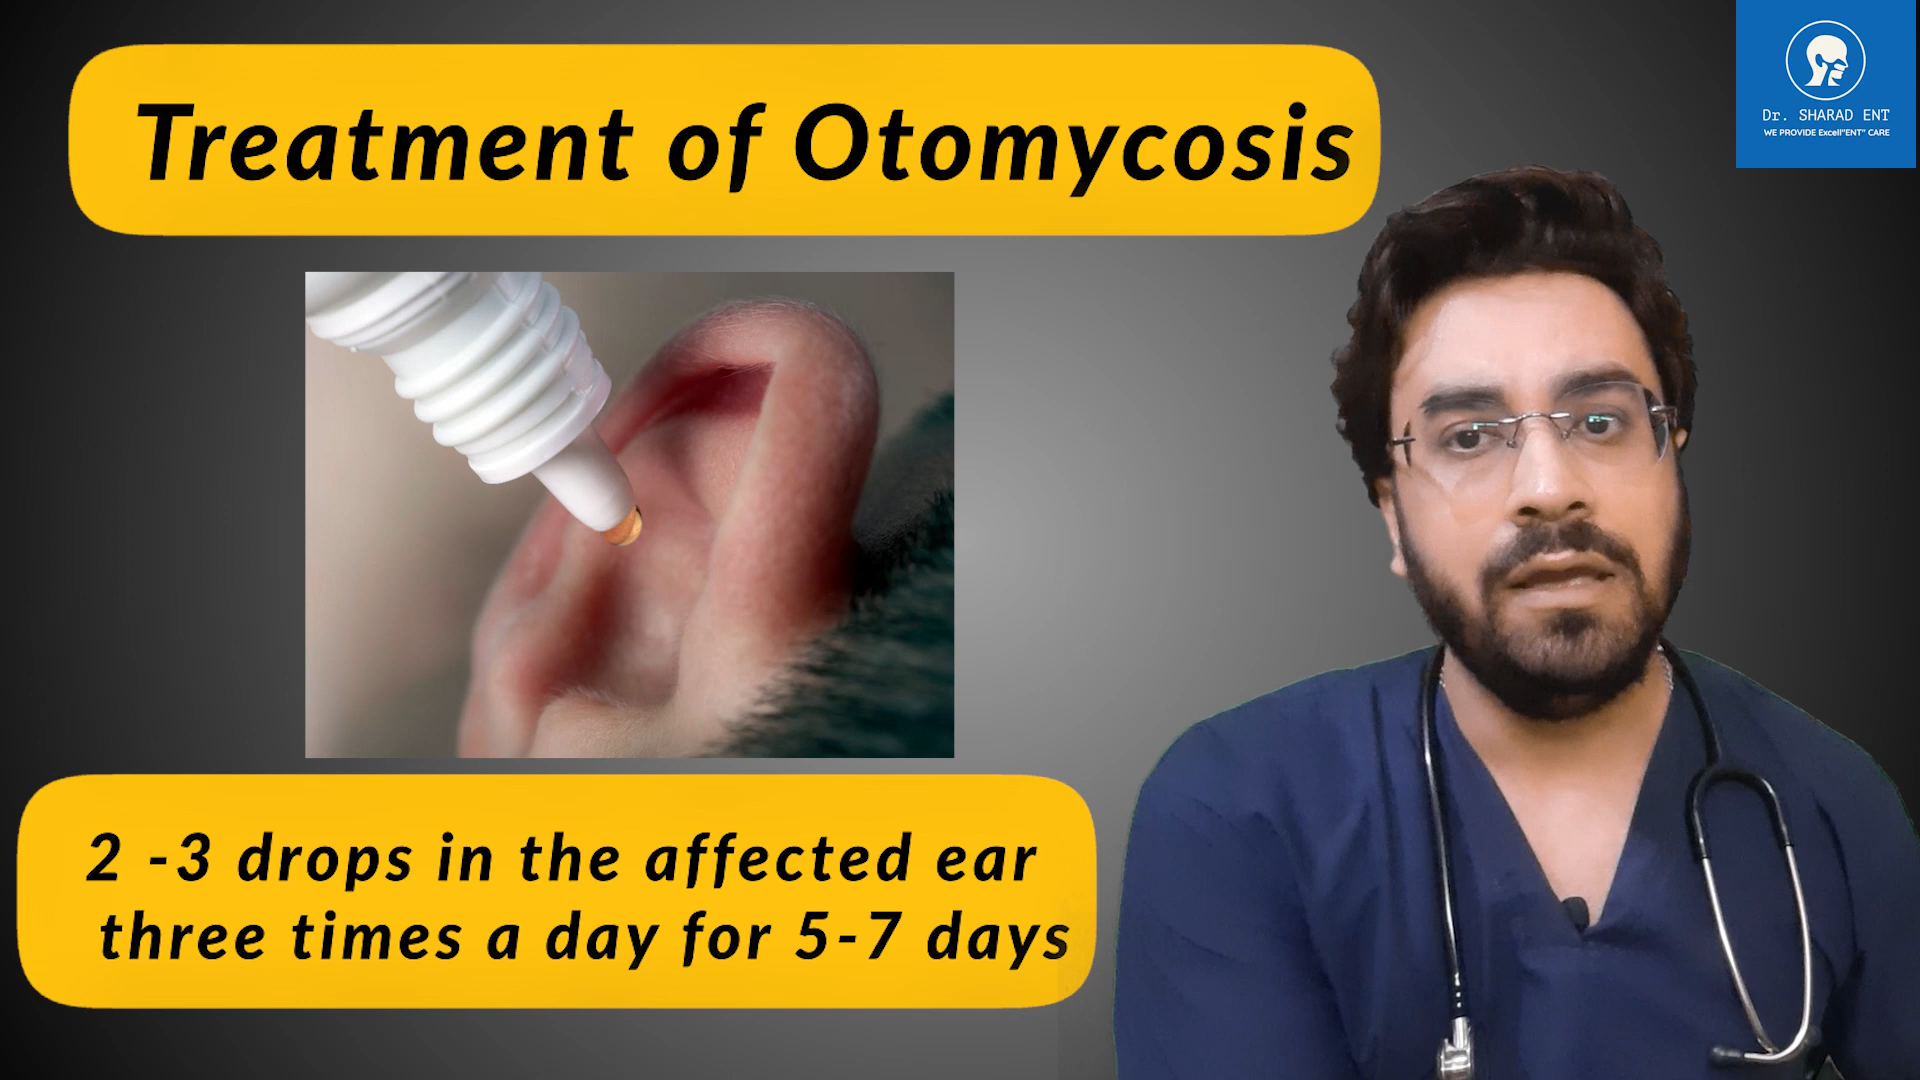 Treatment of Otomycosis
Dr. SHARAD ENT
WE PROVIDE Excell"ENT" CARE
2 -3 drops in the affected ear
three times a day for 5-7 days